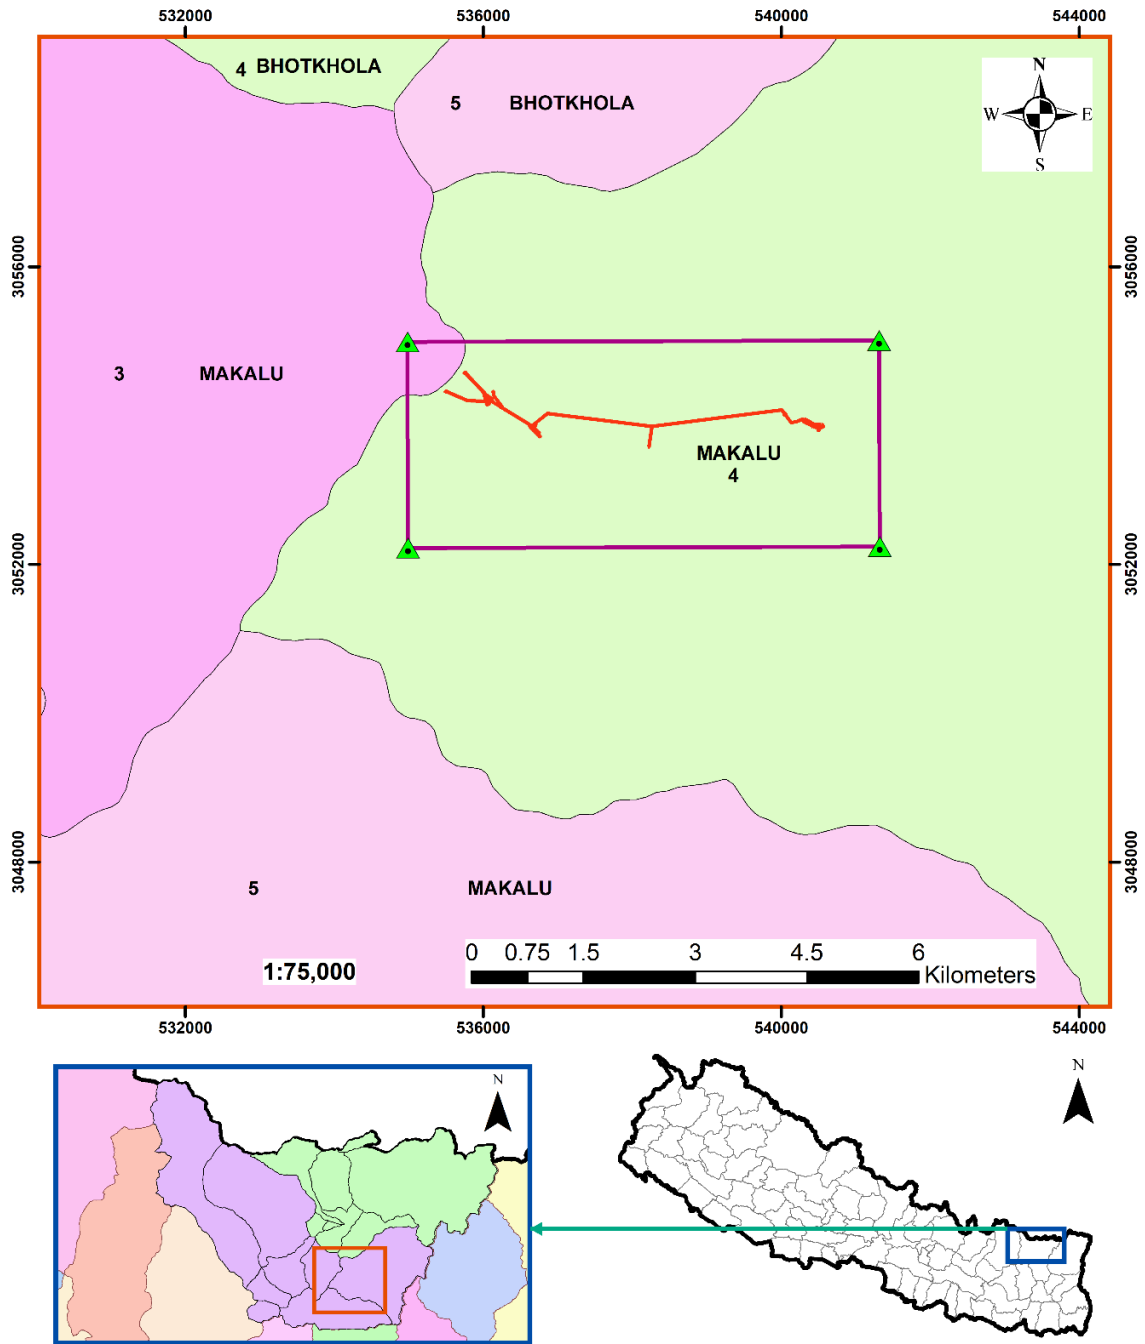 532000 536000 540000 544000
4 BHOTKHOLA
5 BHOTKHOLA
N
W E
S
3056000 3056000
3 MAKALU
MAKALU
4
3052000 3052000
3048000 3048000
5 MAKALU
0 0.75 1.5 3 4.5 6
1:75,000
Kilometers
532000 536000 540000 544000
N
N